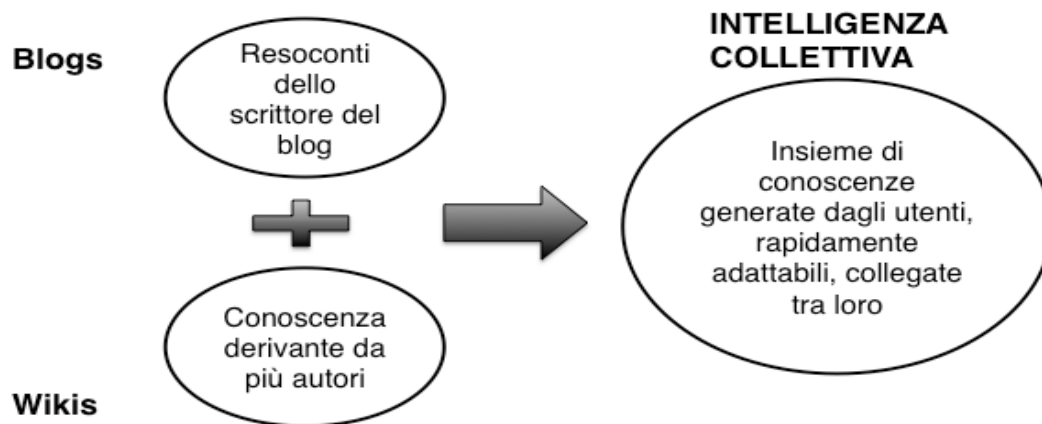 Blogs
Resoconti
dello
scrittore del
blog
Conoscenza
derivante da
più autori
Wikis
INTELLIGENZA
COLLETTIVA
Insieme di
conoscenze
generate dagli utenti,
rapidamente
adattabili, collegate
tra loro